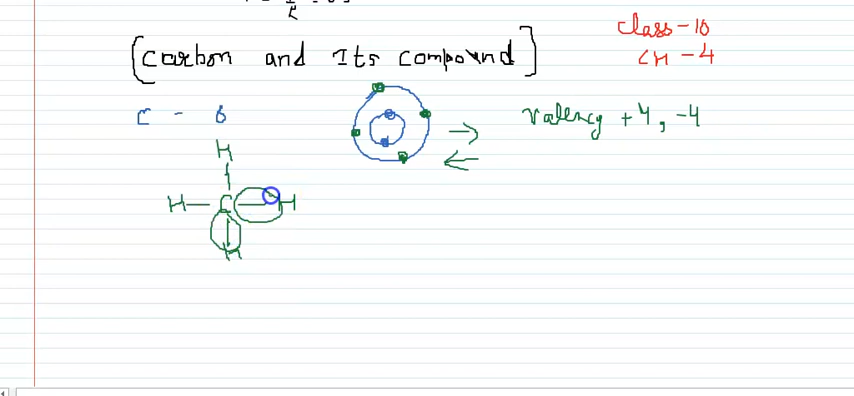 class-10
[Carbon and Its compound]
CH - 4
C - 6
valency +4, -4
H
H — C — H
H